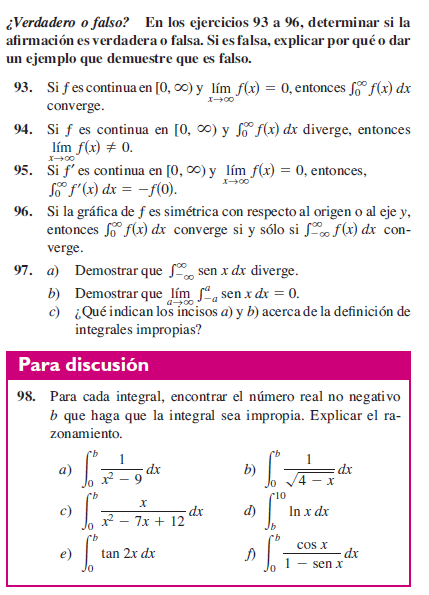 ¿Verdadero o falso? En los ejercicios 93 a 96, determinar si la
afirmación es verdadera o falsa. Si es falsa, explicar por qué o dar
un ejemplo que demuestre que es falso.
93. Si f es continua en [0, ∞) y lím x→∞ f(x) = 0, entonces ∫₀^∞ f(x) dx
converge.
94. Si f es continua en [0, ∞) y ∫₀^∞ f(x) dx diverge, entonces
lím x→∞ f(x) ≠ 0.
95. Si f′ es continua en [0, ∞) y lím x→∞ f(x) = 0, entonces,
∫₀^∞ f′(x) dx = −f(0).
96. Si la gráfica de f es simétrica con respecto al origen o al eje y,
entonces ∫₀^∞ f(x) dx converge si y sólo si ∫₋∞^∞ f(x) dx con-
verge.
97. a) Demostrar que ∫₋∞^∞ sen x dx diverge.
b) Demostrar que lím a→∞ ∫₋ₐ^a sen x dx = 0.
c) ¿Qué indican los incisos a) y b) acerca de la definición de
integrales impropias?
Para discusión
98. Para cada integral, encontrar el número real no negativo
b que haga que la integral sea impropia. Explicar el ra-
zonamiento.
a) ∫₀^b 1/(x² − 9) dx b) ∫₀^b 1/√(4 − x) dx
c) ∫₀^b x/(x² − 7x + 12) dx d) ∫_b^10 ln x dx
e) ∫₀^b tan 2x dx f) ∫₀^b cos x/(1 − sen x) dx